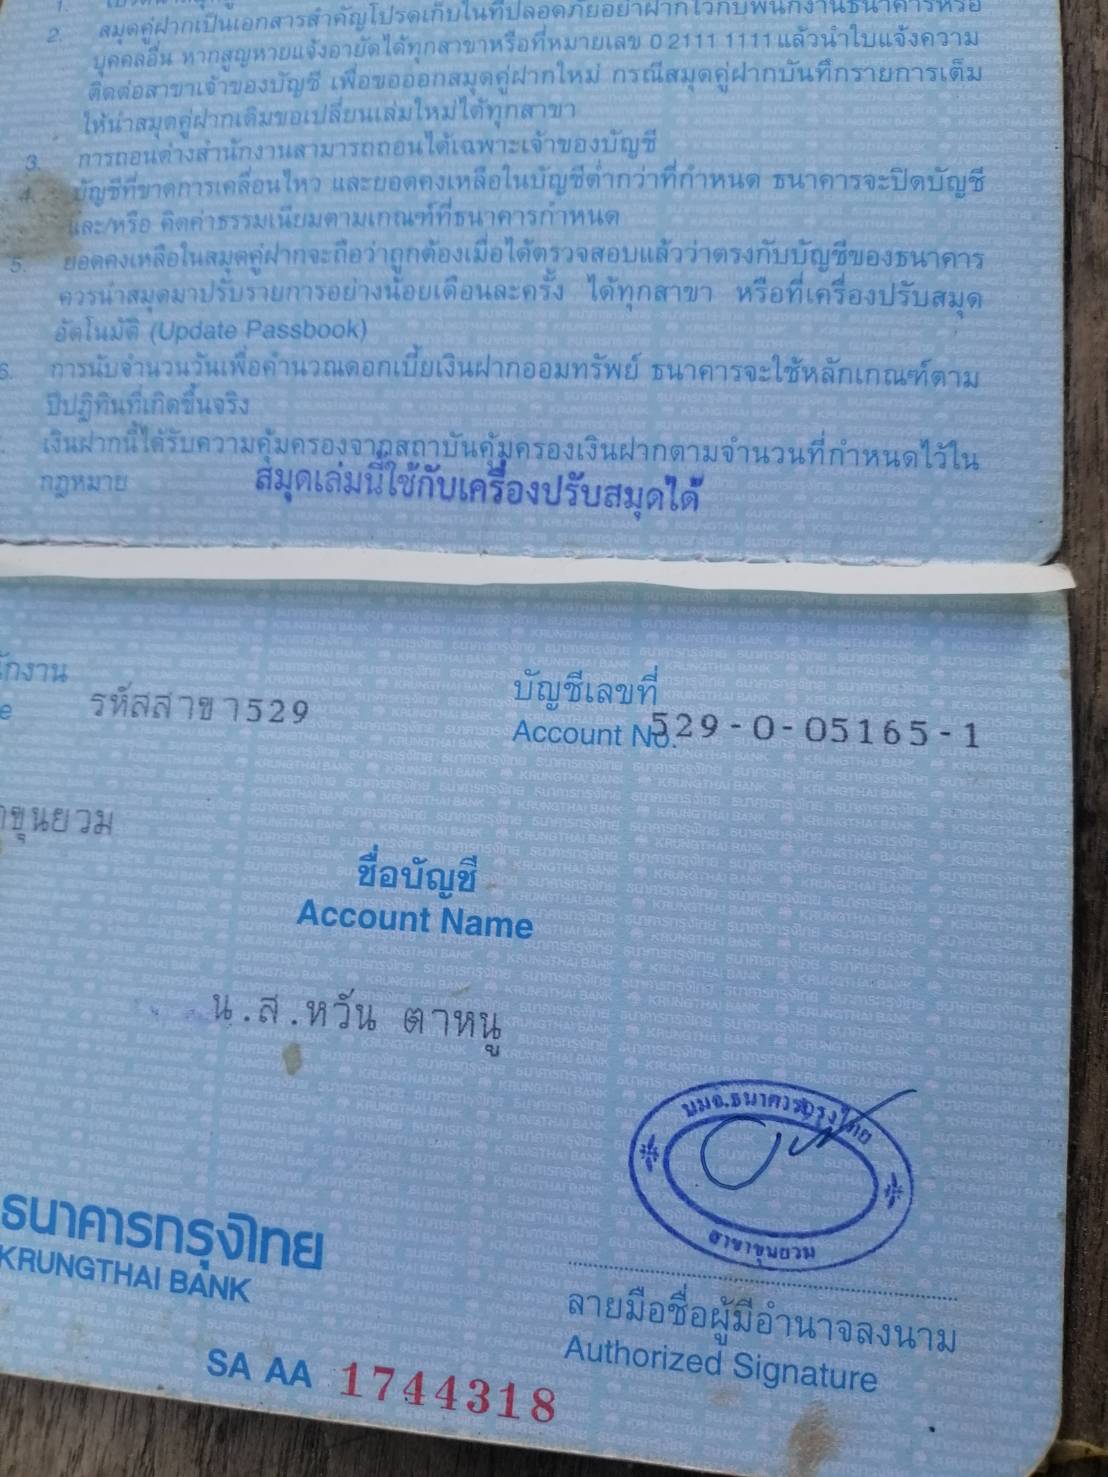 2. สมุดคู่ฝากเป็นเอกสารสำคัญโปรดเก็บในที่ปลอดภัยอย่าฝากไว้กับพนักงานธนาคารหรือ
บุคคลอื่น หากสูญหายแจ้งอายัดได้ทุกสาขาหรือที่หมายเลข 0 2111 1111 แล้วนำใบแจ้งความ
ติดต่อสาขาเจ้าของบัญชี เพื่อขอออกสมุดคู่ฝากใหม่ กรณีสมุดคู่ฝากบันทึกรายการเต็ม
ให้นำสมุดคู่ฝากเดิมขอเปลี่ยนเล่มใหม่ได้ทุกสาขา
3. การถอนต่างสำนักงานสามารถถอนได้เฉพาะเจ้าของบัญชี
4. บัญชีที่ขาดการเคลื่อนไหว และยอดคงเหลือในบัญชีต่ำกว่าที่กำหนด ธนาคารจะปิดบัญชี
และ/หรือ คิดค่าธรรมเนียมตามเกณฑ์ที่ธนาคารกำหนด
5. ยอดคงเหลือในสมุดคู่ฝากจะถือว่าถูกต้องเมื่อได้ตรวจสอบแล้วว่าตรงกับบัญชีของธนาคาร
ควรนำสมุดมาปรับรายการอย่างน้อยเดือนละครั้ง ได้ทุกสาขา หรือที่เครื่องปรับสมุด
อัตโนมัติ (Update Passbook)
6. การนับจำนวนวันเพื่อคำนวณดอกเบี้ยเงินฝากออมทรัพย์ ธนาคารจะใช้หลักเกณฑ์ตาม
ปีปฏิทินที่เกิดขึ้นจริง
เงินฝากนี้ได้รับความคุ้มครองจากสถาบันคุ้มครองเงินฝากตามจำนวนที่กำหนดไว้ใน
กฎหมาย
สมุดเล่มนี้ใช้กับเครื่องปรับสมุดได้
รหัสสาขา529
บัญชีเลขที่
Account No. 529-0-05165-1
ขุนยวม
ชื่อบัญชี
Account Name
น.ส.หวัน ตาหนู
บมจ.ธนาคารกรุงไทย
สาขาขุนยวม
ธนาคารกรุงไทย
KRUNGTHAI BANK
ลายมือชื่อผู้มีอำนาจลงนาม
Authorized Signature
SA AA 1744318